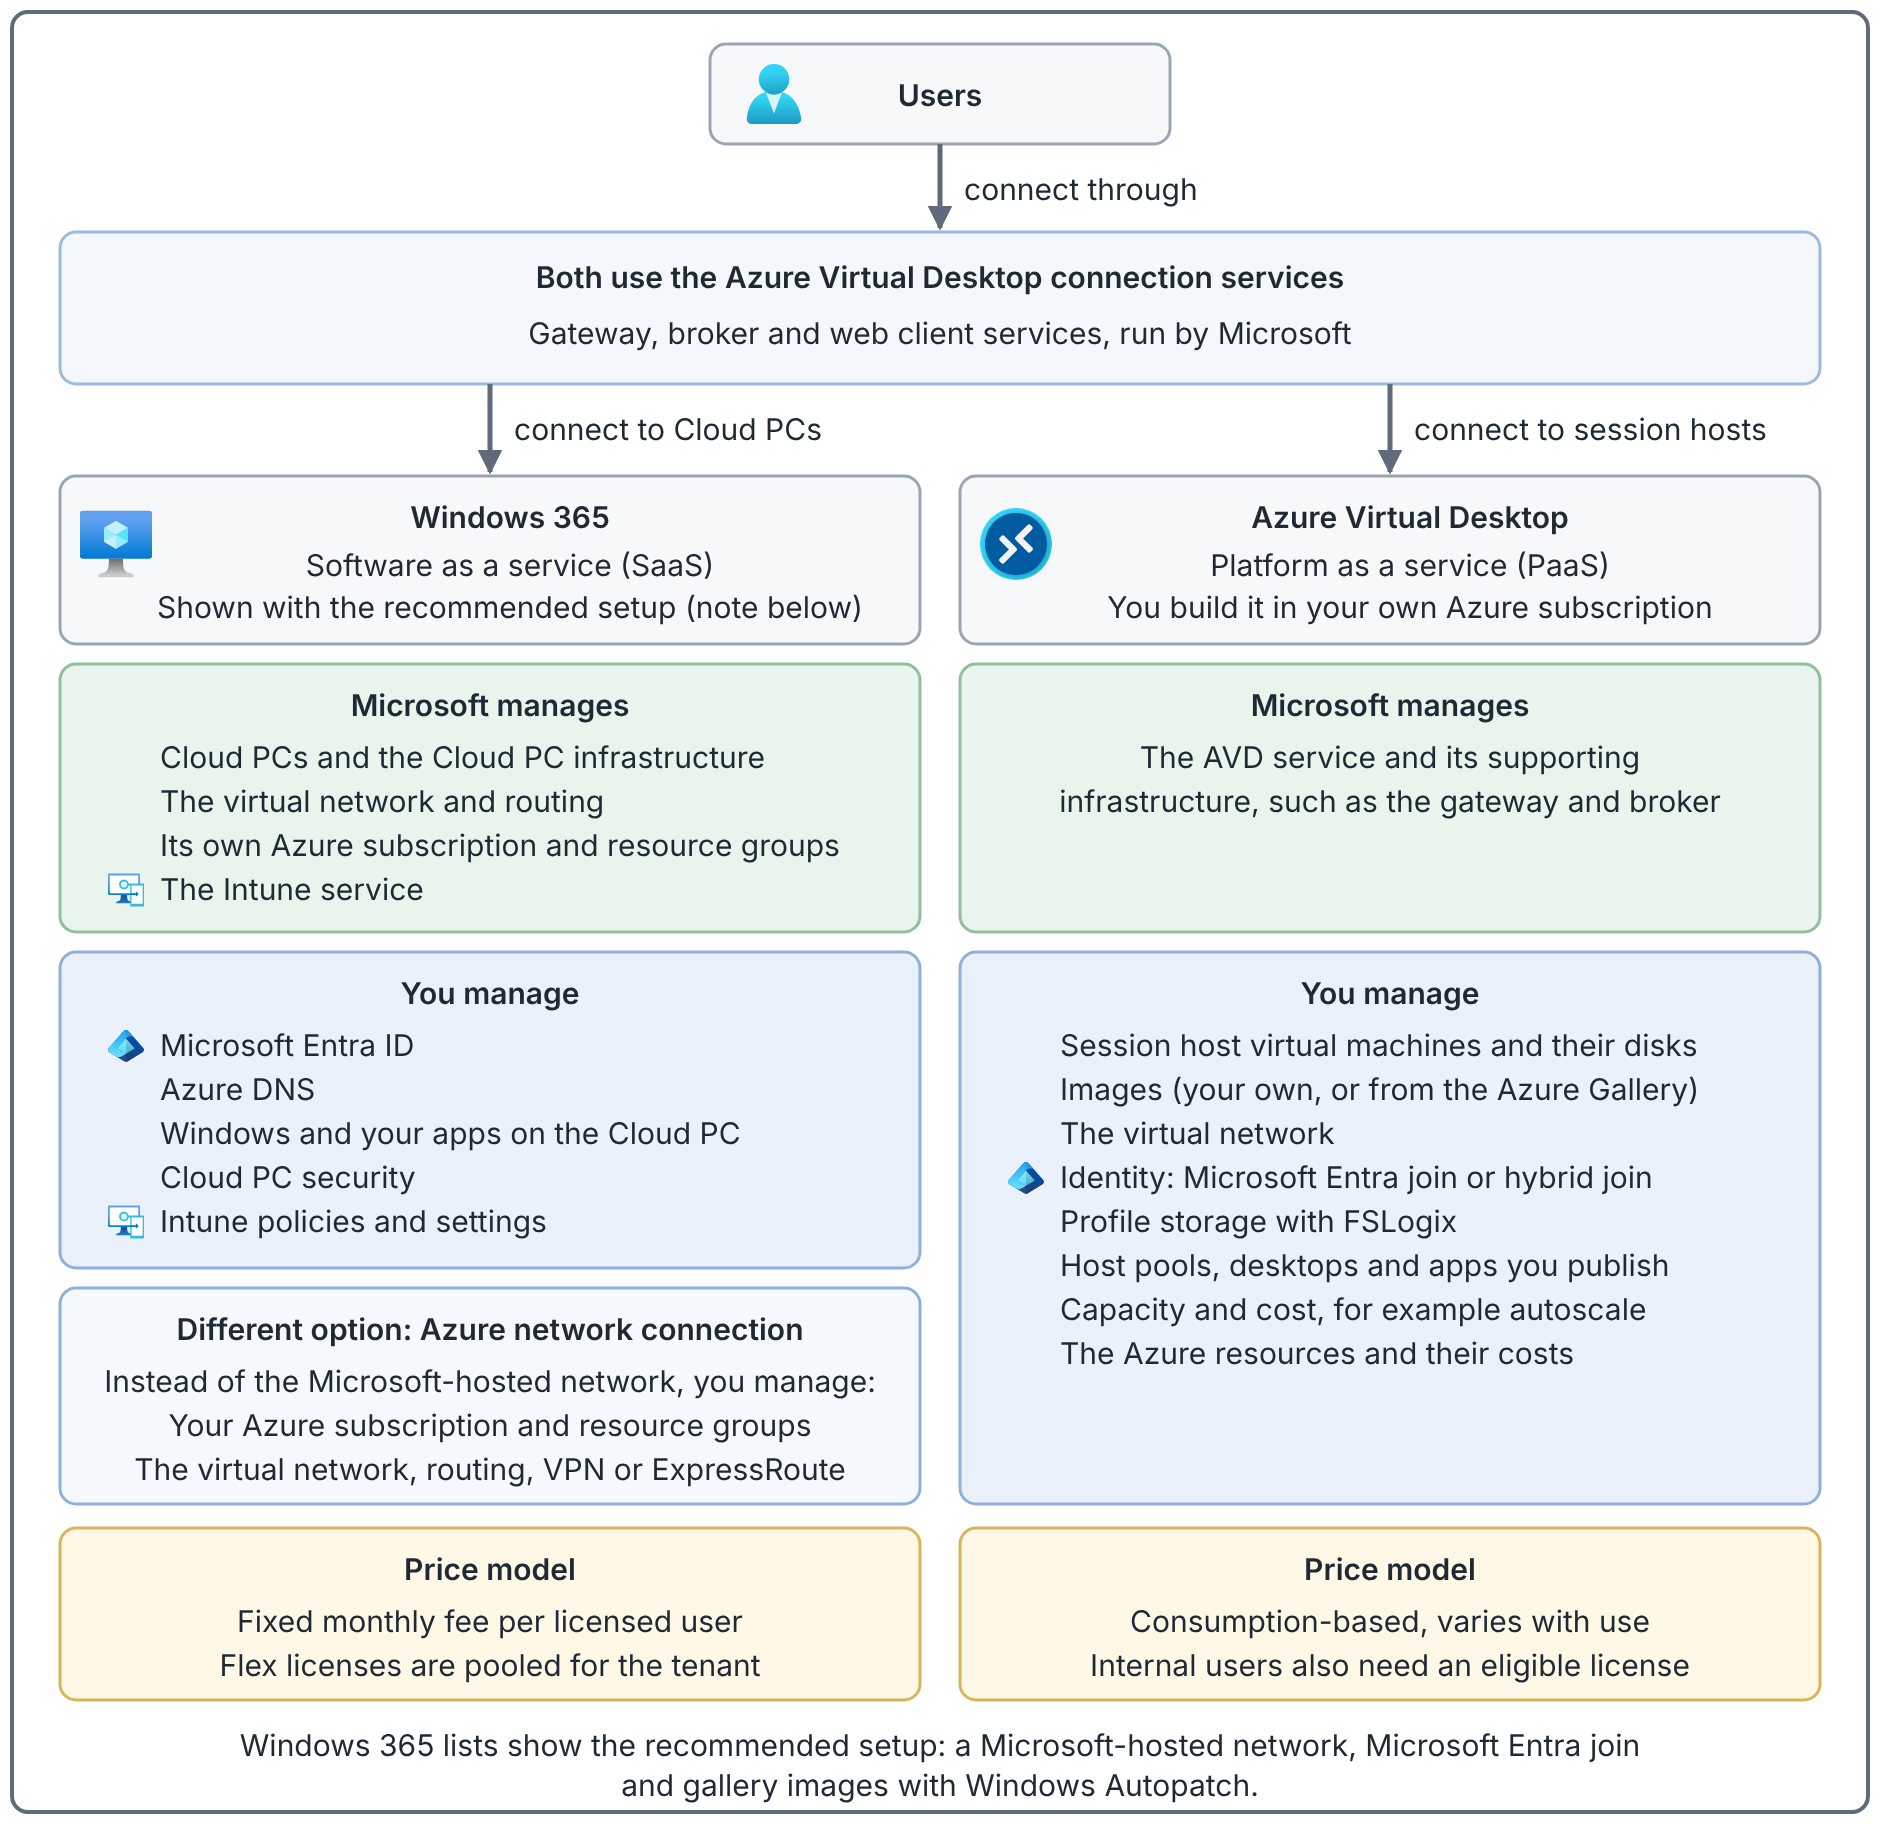 Users
connect through
Both use the Azure Virtual Desktop connection services
Gateway, broker and web client services, run by Microsoft
connect to Cloud PCs
connect to session hosts
Windows 365
Software as a service (SaaS)
Shown with the recommended setup (note below)
Azure Virtual Desktop
Platform as a service (PaaS)
You build it in your own Azure subscription
Microsoft manages
Cloud PCs and the Cloud PC infrastructure
The virtual network and routing
Its own Azure subscription and resource groups
The Intune service
Microsoft manages
The AVD service and its supporting
infrastructure, such as the gateway and broker
You manage
Microsoft Entra ID
Azure DNS
Windows and your apps on the Cloud PC
Cloud PC security
Intune policies and settings
You manage
Session host virtual machines and their disks
Images (your own, or from the Azure Gallery)
The virtual network
Identity: Microsoft Entra join or hybrid join
Profile storage with FSLogix
Host pools, desktops and apps you publish
Capacity and cost, for example autoscale
The Azure resources and their costs
Different option: Azure network connection
Instead of the Microsoft-hosted network, you manage:
Your Azure subscription and resource groups
The virtual network, routing, VPN or ExpressRoute
Price model
Fixed monthly fee per licensed user
Flex licenses are pooled for the tenant
Price model
Consumption-based, varies with use
Internal users also need an eligible license
Windows 365 lists show the recommended setup: a Microsoft-hosted network, Microsoft Entra join
and gallery images with Windows Autopatch.